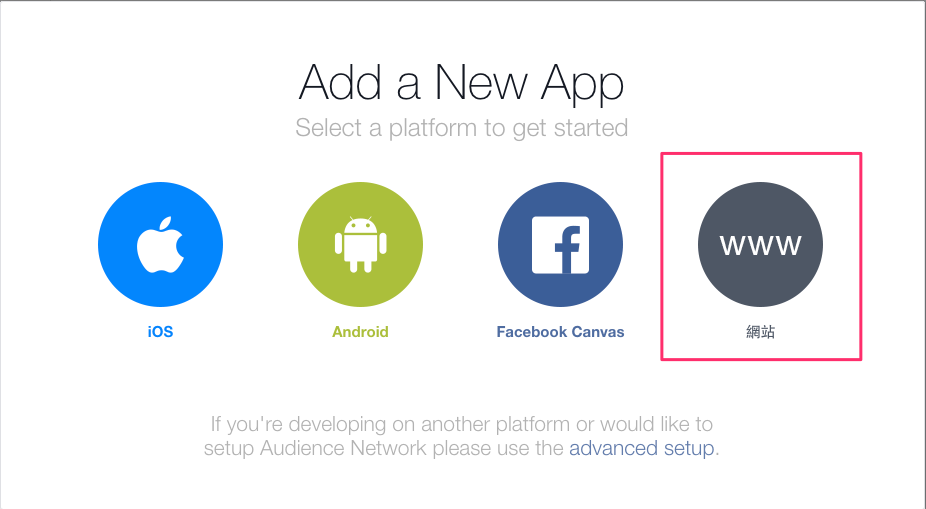 Add a New App
Select a platform to get started
www
iOS
Android
Facebook Canvas
網站
If you're developing on another platform or would like to
setup Audience Network please use the advanced setup.